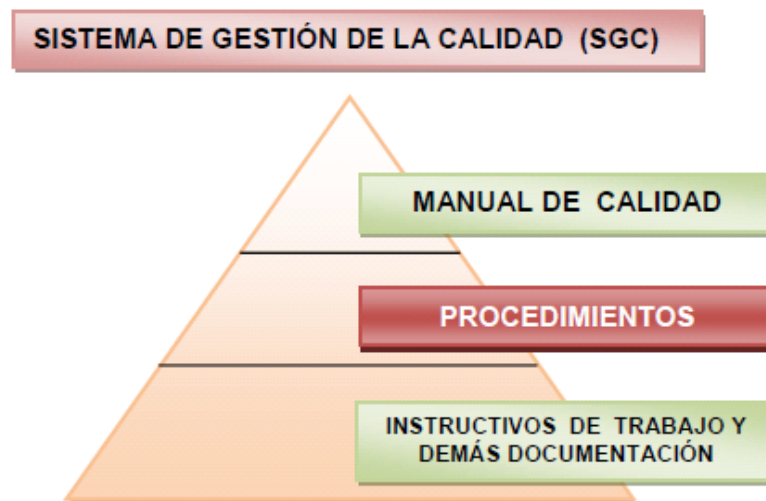 SISTEMA DE GESTIÓN DE LA CALIDAD (SGC)
MANUAL DE CALIDAD
PROCEDIMIENTOS
INSTRUCTIVOS DE TRABAJO Y
DEMÁS DOCUMENTACIÓN